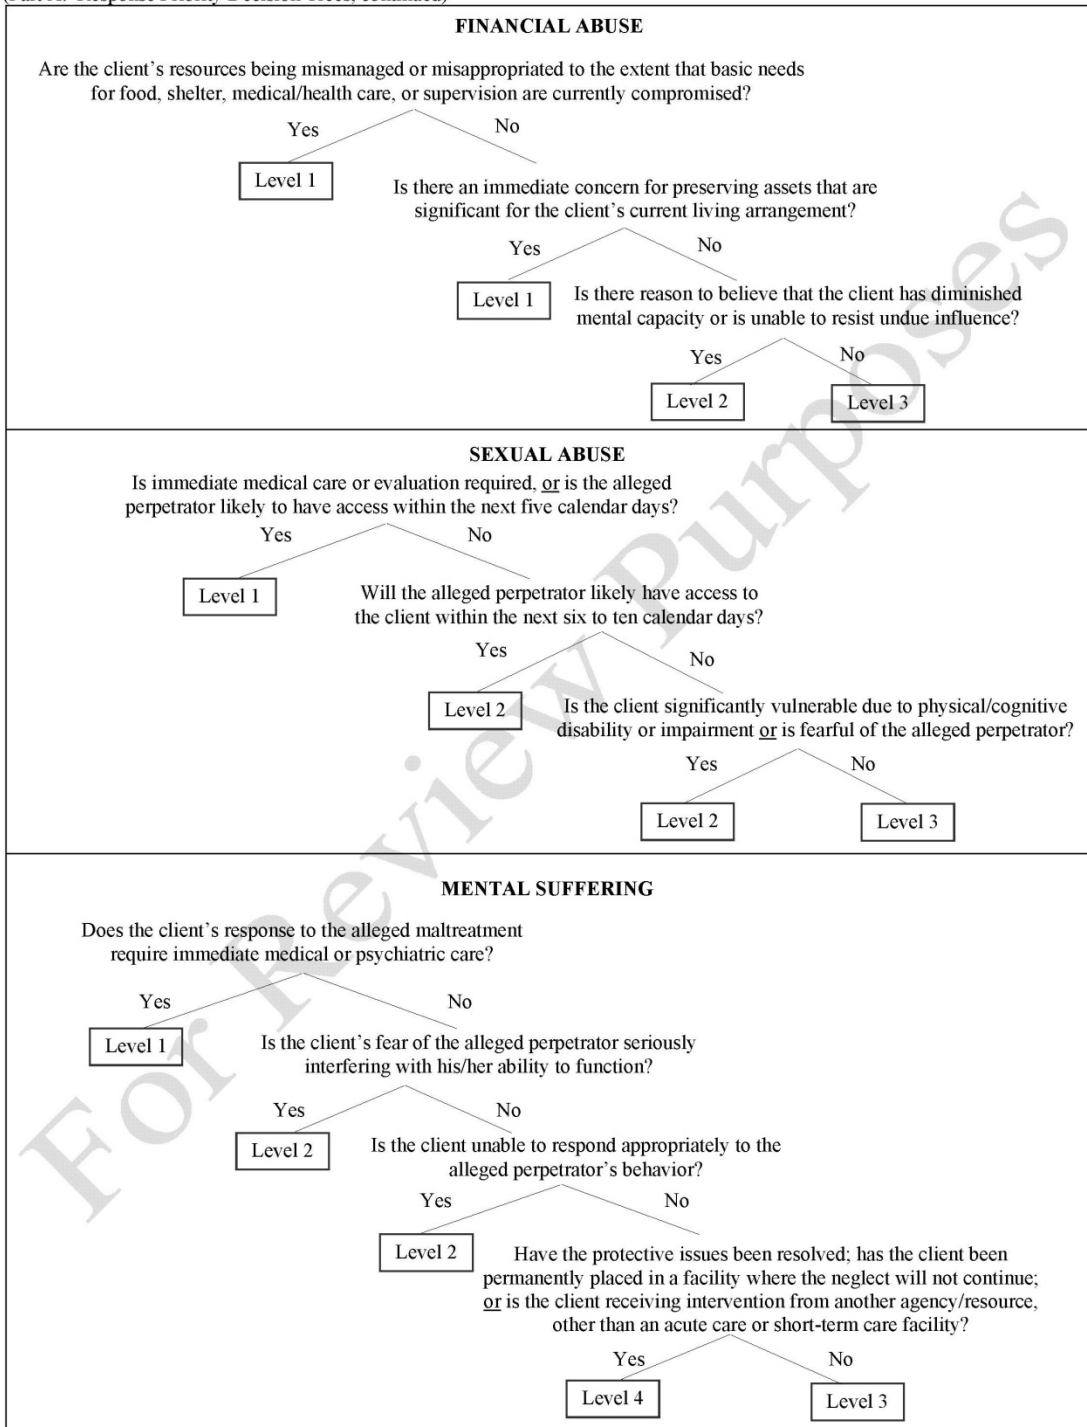 (Part A: Response Priority Decision Trees, continued)
FINANCIAL ABUSE
Are the client's resources being mismanaged or misappropriated to the extent that basic needs
for food, shelter, medical/health care, or supervision are currently compromised?
Yes
No
Level 1
Is there an immediate concern for preserving assets that are
significant for the client's current living arrangement?
Yes
No
Level 1
Is there reason to believe that the client has diminished
mental capacity or is unable to resist undue influence?
Yes
No
Level 2
Level 3
SEXUAL ABUSE
Is immediate medical care or evaluation required, or is the alleged
perpetrator likely to have access within the next five calendar days?
Yes
No
Level 1
Will the alleged perpetrator likely have access to
the client within the next six to ten calendar days?
Yes
No
Level 2
Is the client significantly vulnerable due to physical/cognitive
disability or impairment or is fearful of the alleged perpetrator?
Yes
No
Level 2
Level 3
MENTAL SUFFERING
Does the client's response to the alleged maltreatment
require immediate medical or psychiatric care?
Yes
No
Level 1
Is the client's fear of the alleged perpetrator seriously
interfering with his/her ability to function?
Yes
No
Level 2
Is the client unable to respond appropriately to the
alleged perpetrator's behavior?
Yes
No
Level 2
Have the protective issues been resolved; has the client been
permanently placed in a facility where the neglect will not continue;
or is the client receiving intervention from another agency/resource,
other than an acute care or short-term care facility?
Yes
No
Level 4
Level 3
For Review Purposes